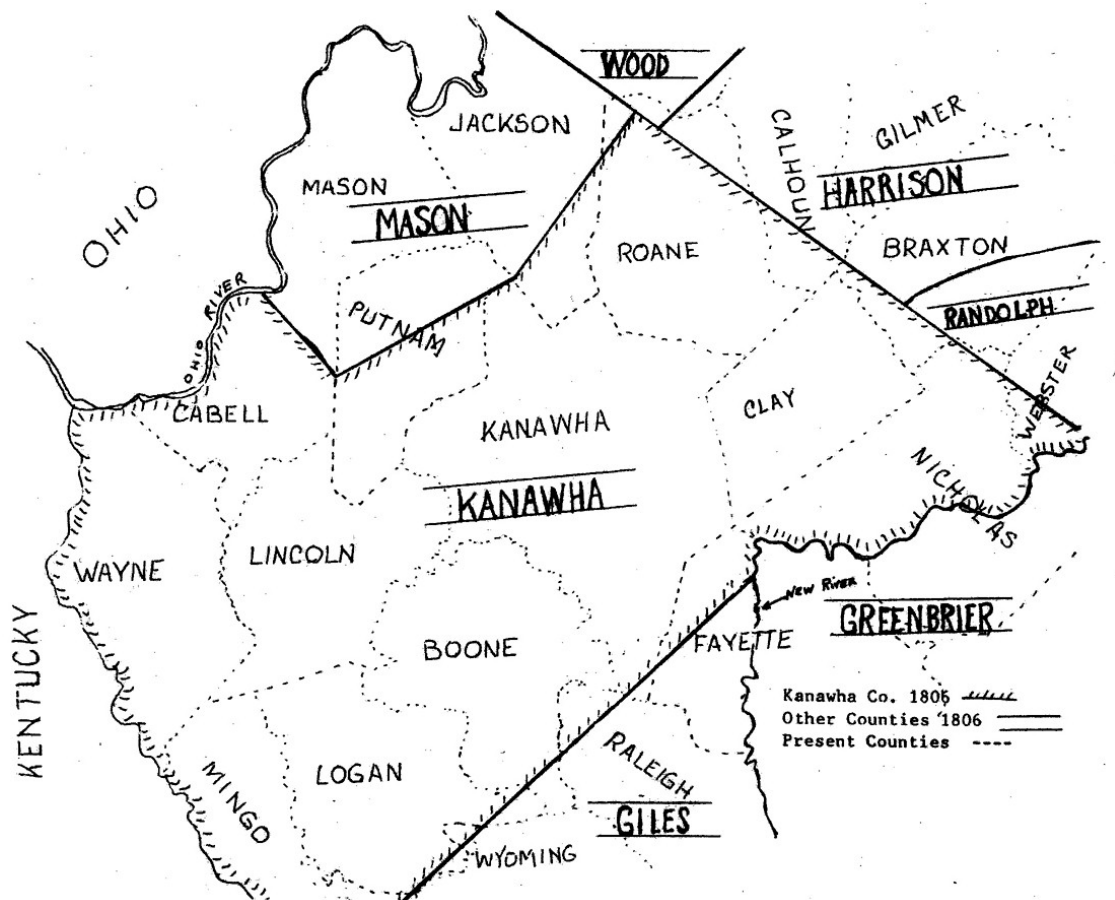 WOOD
JACKSON
CALHOUN
GILMER
MASON
HARRISON
MASON
OHIO
ROANE
BRAXTON
OHIO RIVER
PUTNAM
RANDOLPH
CABELL
KANAWHA
CLAY
WEBSTER
KANAWHA
NICHOLAS
WAYNE
LINCOLN
NEW RIVER
GREENBRIER
KENTUCKY
BOONE
FAYETTE
Kanawha Co. 1806
Other Counties 1806
Present Counties
MINGO
LOGAN
RALEIGH
GILES
WYOMING